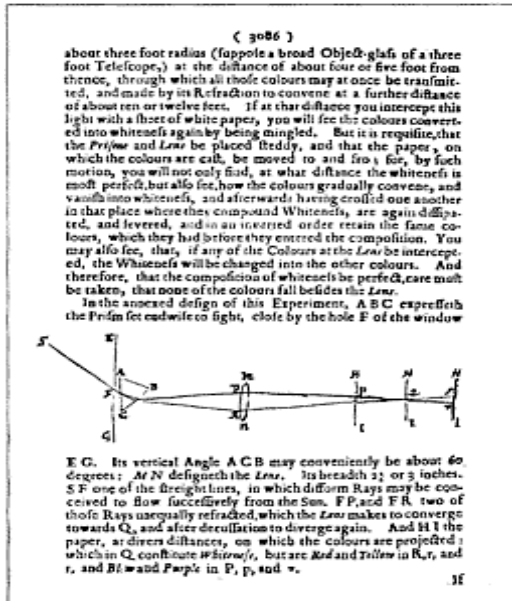 ( 3086 )
about three foot radius (suppose a broad Object-glaſs of a three
foot Teleſcope,) at the diſtance of about four or five foot from
thence, through which all thoſe colours may at once be tranſmit-
ted, and made by its Refraction to convene at a further diſtance
of about ten or twelve feet. If at that diſtance you intercept this
light with a ſheet of white paper, you will ſee the colours convert-
ed into whiteneſs again by being mingled. But it is requiſite, that
the Priſme and Lens be placed ſteddy, and that the paper, on
which the colours are caſt, be moved to and fro; for, by ſuch
motion, you will not only find, at what diſtance the whiteneſs is
moſt perfect, but alſo ſee, how the colours gradually convene, and
vaniſh into whiteneſs, and afterwards having croſſed one another
in that place where they compound Whiteneſs, are again diſſipa-
ted, and ſevered, and in an inverted order retain the ſame co-
lours, which they had before they entered the compoſition. You
may alſo ſee, that, if any of the Colours at the Lens be intercept-
ed, the Whiteneſs will be changed into the other colours. And
therefore, that the compoſition of whiteneſs be perfect, care muſt
be taken, that none of the colours fall beſides the Lens.
In the annexed deſign of this Experiment, A B C expreſſeth
the Priſm ſet endwiſe to ſight, cloſe by the hole F of the window
S E A B F C G P M R N H P I H I H I
E G. Its vertical Angle A C B may conveniently be about 60
degrees: M N deſigneth the Lens. Its breadth 2½ or 3 inches.
S F one of the ſtreight lines, in which difform Rays may be con-
ceived to flow ſucceſſively from the Sun. F P, and F R two of
thoſe Rays unequally refracted, which the Lens makes to converge
towards Q, and after decuſſation to diverge again. And H I the
paper, at divers diſtances, on which the colours are projected:
which in Q conſtitute Whiteneſs, but are Red and Yellow in R, r, and
ꞧ, and Blew and Purple in P, p, and π.
If